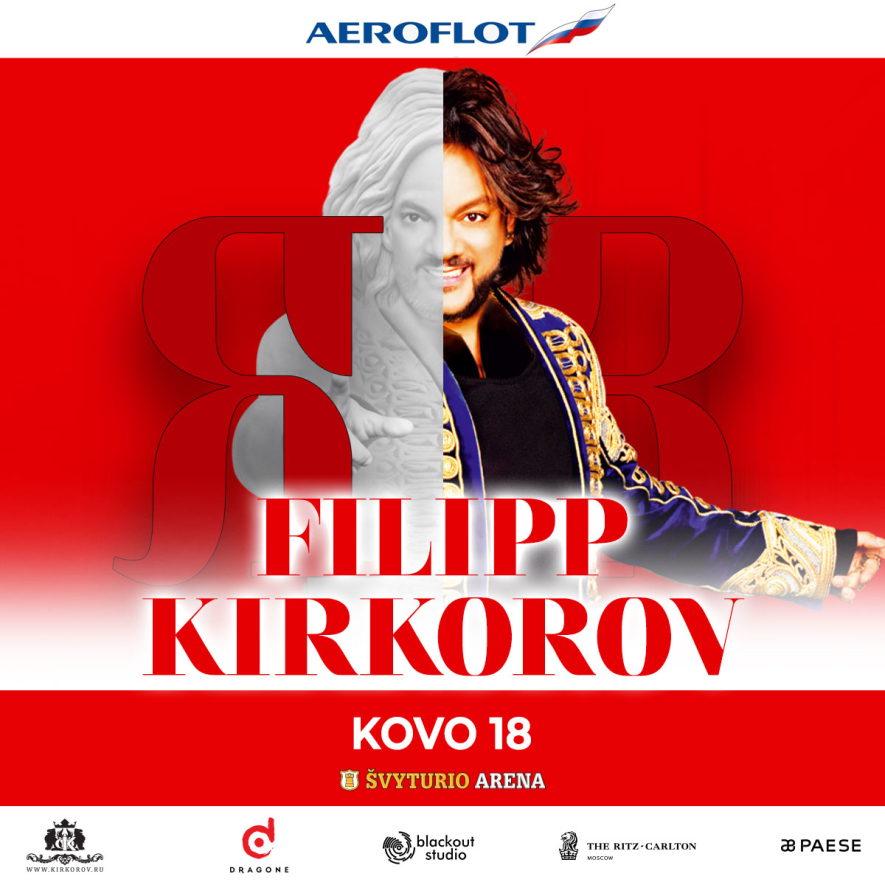 AEROFLOT
FILIPP
KIRKOROV
KOVO 18
ŠVYTURIO ARENA
WWW.KIRKOROV.RU
DRAGONE
blackout
studio
THE RITZ-CARLTON
MOSCOW
PAESE